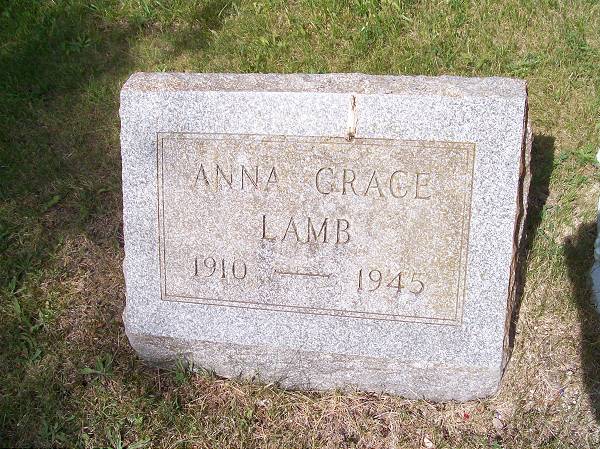 ANNA GRACE
LAMB
1910 — 1945